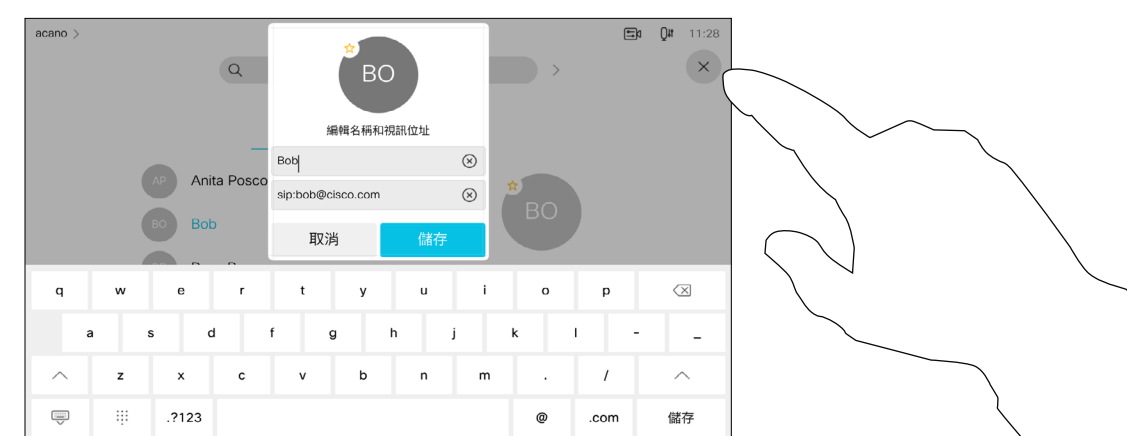 acano >
11:28
BO
編輯名稱和視訊位址
Bob
sip:bob@cisco.com
取消
儲存
AP Anita Posco
BO Bob
BO
q w e r t y u i o p
a s d f g h j k l - _
z x c v b n m . /
.?123 @ .com 儲存